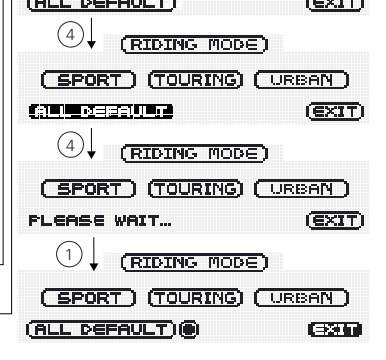 (ALL DEFAULT) (EXIT)
4
(RIDING MODE)
(SPORT) (TOURING) (URBAN)
(ALL DEFAULT) (EXIT)
4
(RIDING MODE)
(SPORT) (TOURING) (URBAN)
PLEASE WAIT... (EXIT)
1
(RIDING MODE)
(SPORT) (TOURING) (URBAN)
(ALL DEFAULT) (EXIT)